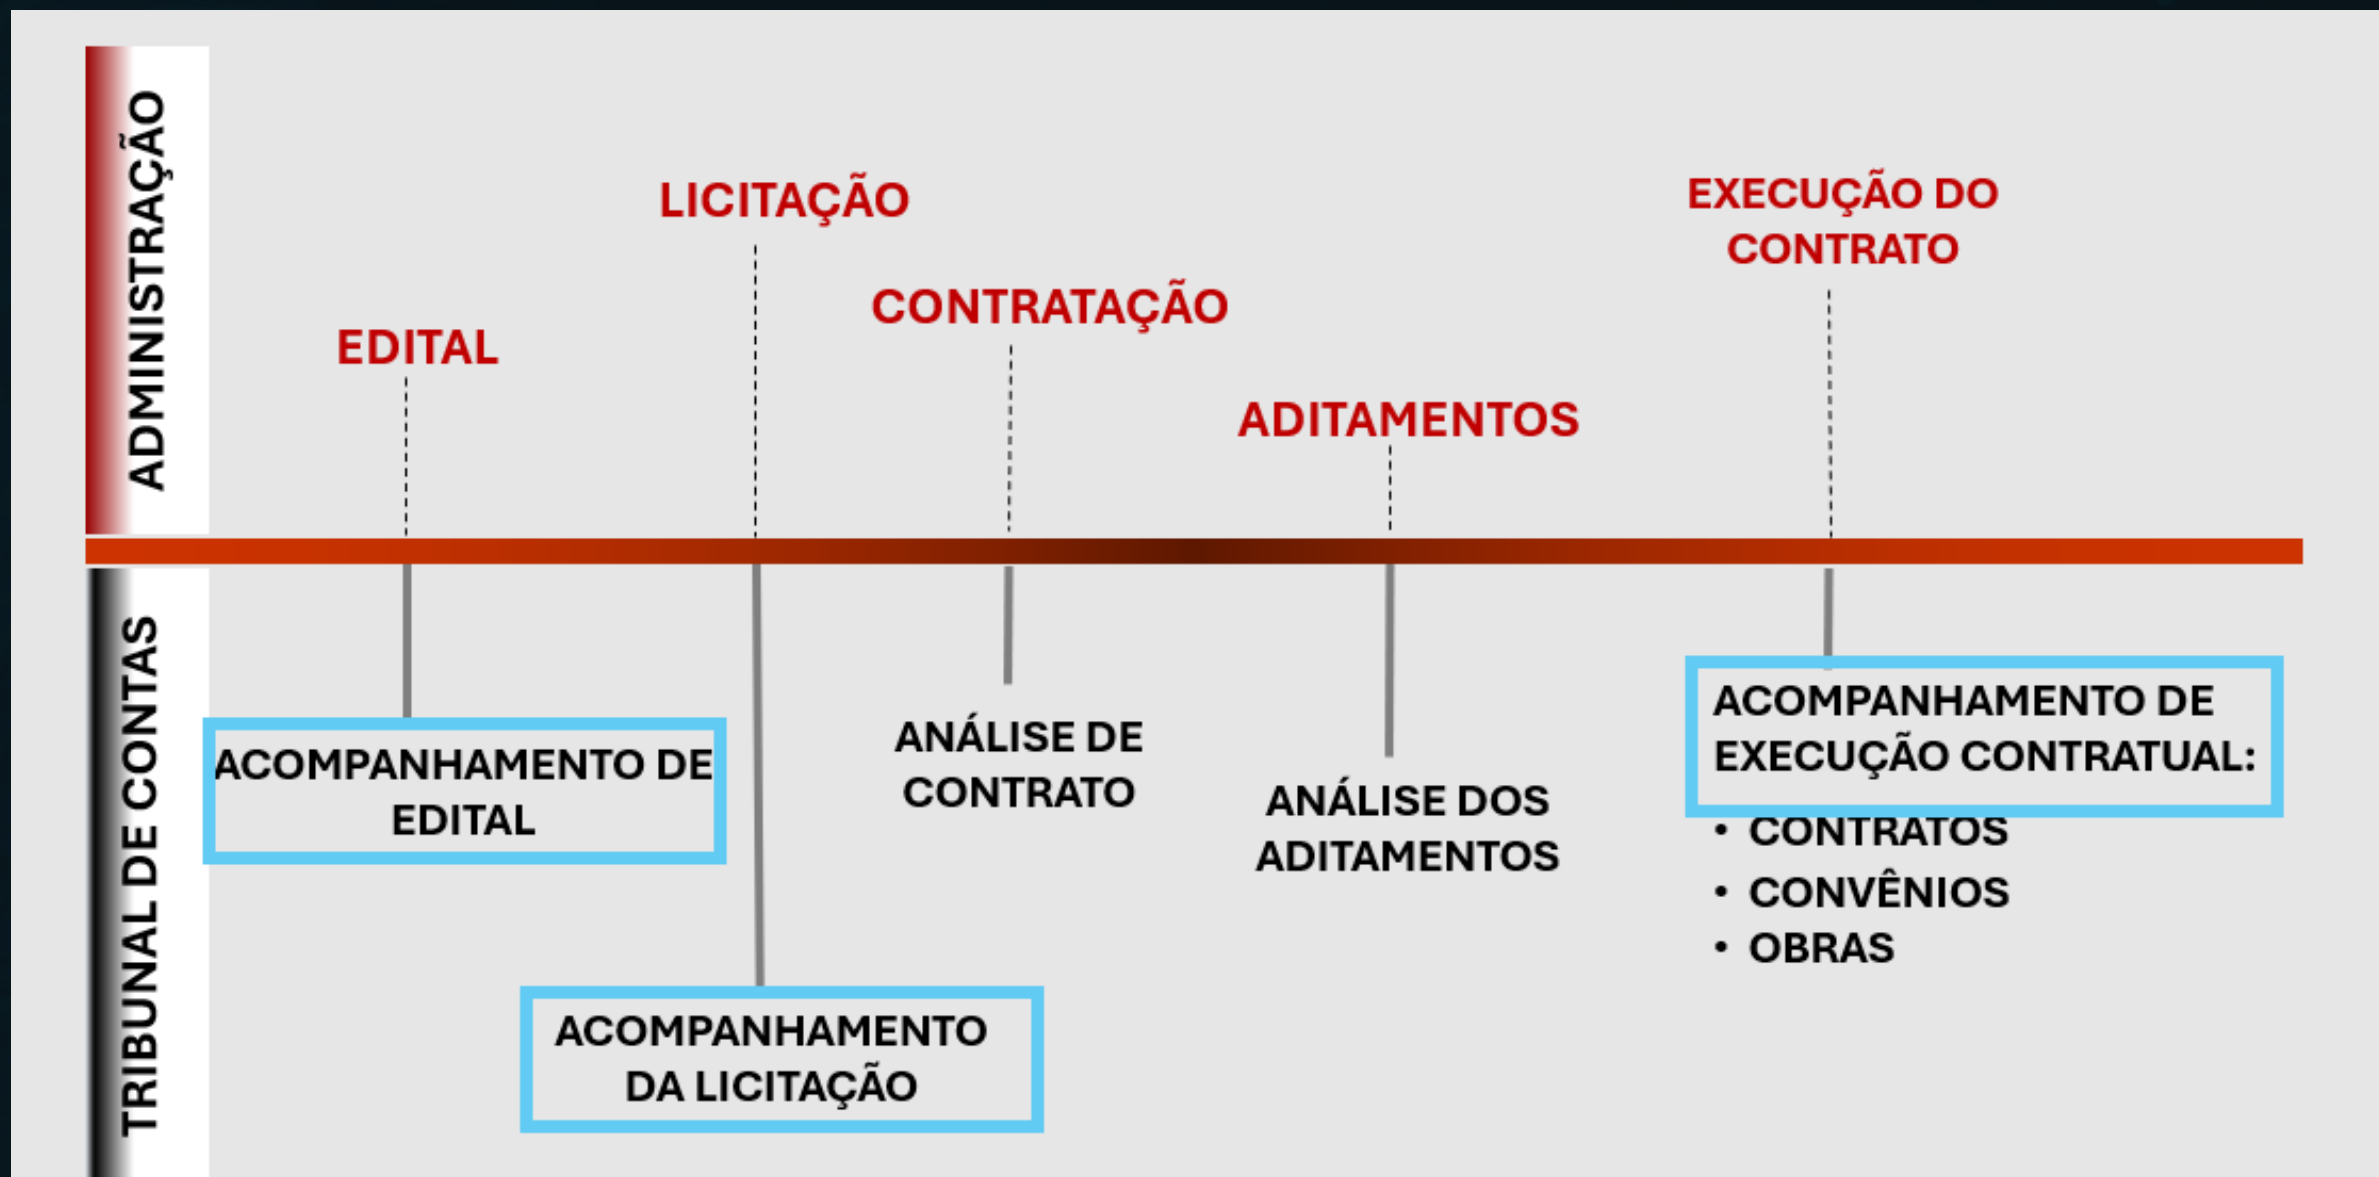 ADMINISTRAÇÃO
LICITAÇÃO
EXECUÇÃO DO
CONTRATO
CONTRATAÇÃO
EDITAL
ADITAMENTOS
TRIBUNAL DE CONTAS
ACOMPANHAMENTO DE
EDITAL
ACOMPANHAMENTO
DA LICITAÇÃO
ANÁLISE DE
CONTRATO
ANÁLISE DOS
ADITAMENTOS
ACOMPANHAMENTO DE
EXECUÇÃO CONTRATUAL:
• CONTRATOS
• CONVÊNIOS
• OBRAS